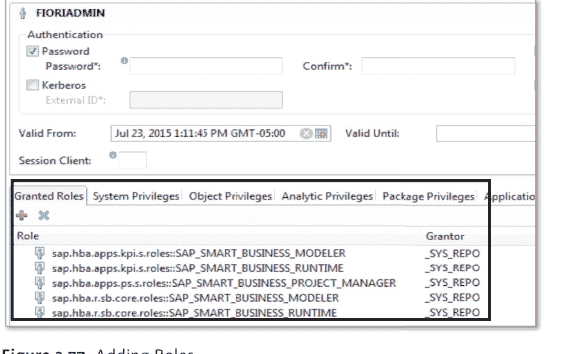 FIORIADMIN
Authentication
Password
Password*: Confirm*:
Kerberos
External ID*:
Valid From: Jul 23, 2015 1:11:45 PM GMT-05:00 Valid Until:
Session Client:
Granted Roles System Privileges Object Privileges Analytic Privileges Package Privileges Applicatio
Role Grantor
sap.hba.apps.kpi.s.roles::SAP_SMART_BUSINESS_MODELER _SYS_REPO
sap.hba.apps.kpi.s.roles::SAP_SMART_BUSINESS_RUNTIME _SYS_REPO
sap.hba.apps.ps.s.roles::SAP_SMART_BUSINESS_PROJECT_MANAGER _SYS_REPO
sap.hba.r.sb.core.roles::SAP_SMART_BUSINESS_MODELER _SYS_REPO
sap.hba.r.sb.core.roles::SAP_SMART_BUSINESS_RUNTIME _SYS_REPO
Adding Roles